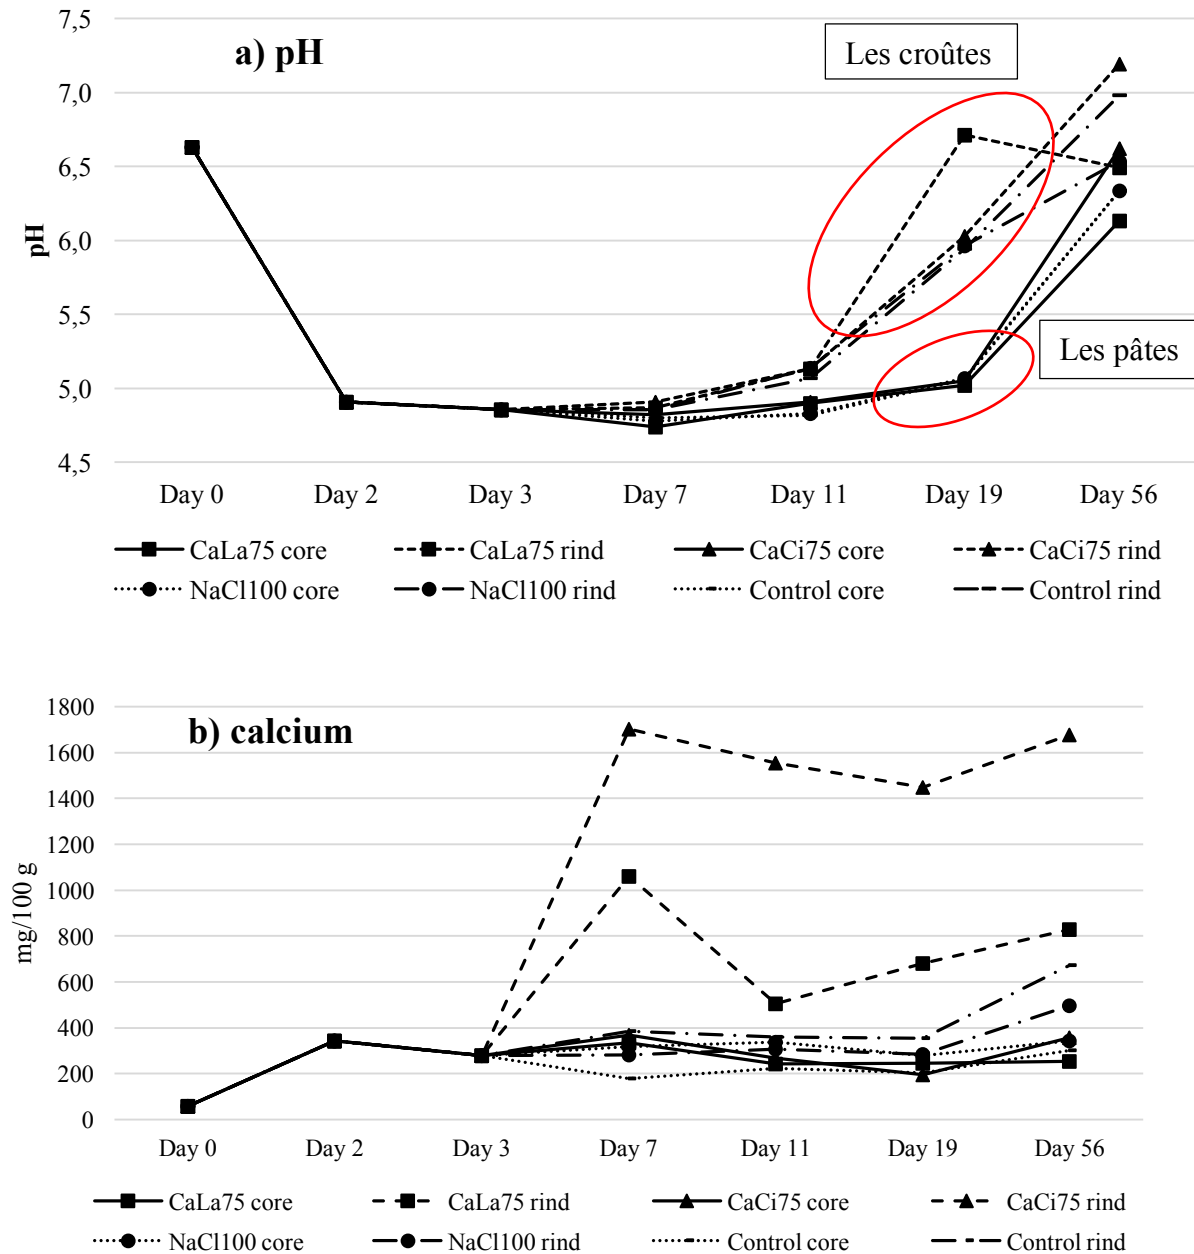 7,5
a) pH
Les croûtes
7,0
6,5
6,0
pH
5,5
Les pâtes
5,0
4,5
Day 0 Day 2 Day 3 Day 7 Day 11 Day 19 Day 56
CaLa75 core CaLa75 rind CaCi75 core CaCi75 rind
NaCl100 core NaCl100 rind Control core Control rind
1800
b) calcium
1600
1400
1200
1000
mg/100 g
800
600
400
200
0
Day 0 Day 2 Day 3 Day 7 Day 11 Day 19 Day 56
CaLa75 core CaLa75 rind CaCi75 core CaCi75 rind
NaCl100 core NaCl100 rind Control core Control rind